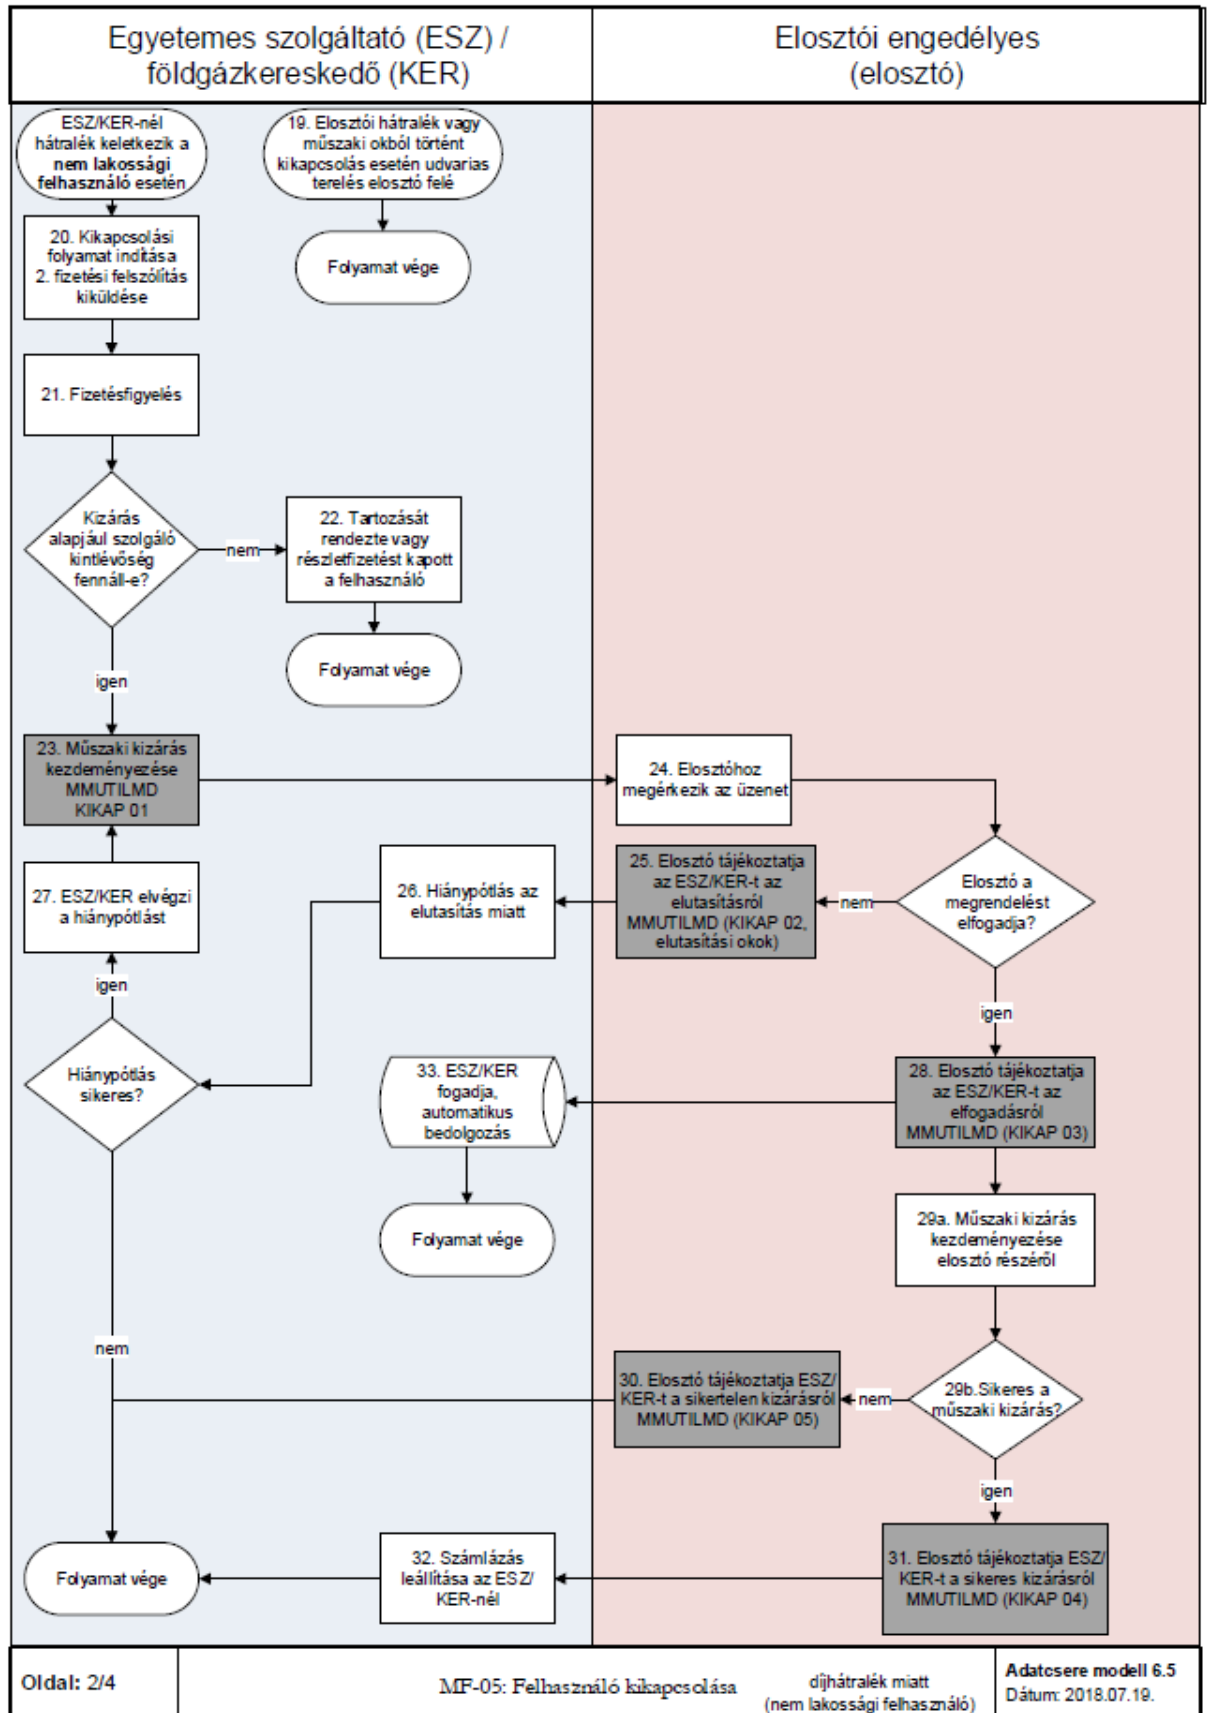 Egyetemes szolgáltató (ESZ) /
földgázkereskedő (KER)
Elosztói engedélyes
(elosztó)
ESZ/KER-nél
hátralék keletkezik a
nem lakossági
felhasználó esetén
19. Elosztói hátralék vagy
műszaki okból történt
kikapcsolás esetén udvarias
terelés elosztó felé
20. Kikapcsolási
folyamat indítása
2. fizetési felszólítás
kiküldése
Folyamat vége
21. Fizetésfigyelés
Kizárás
alapjául szolgáló
kintlévőség
fennáll-e?
nem
22. Tartozását
rendezte vagy
részletfizetést kapott
a felhasználó
Folyamat vége
igen
23. Műszaki kizárás
kezdeményezése
MMUTILMD
KIKAP 01
24. Elosztóhoz
megérkezik az üzenet
27. ESZ/KER elvégzi
a hiánypótlást
26. Hiánypótlás az
elutasítás miatt
25. Elosztó tájékoztatja
az ESZ/KER-t az
elutasításról
MMUTILMD (KIKAP 02,
elutasítási okok)
nem
Elosztó a
megrendelést
elfogadja?
igen
igen
Hiánypótlás
sikeres?
33. ESZ/KER
fogadja,
automatikus
bedolgozás
28. Elosztó tájékoztatja
az ESZ/KER-t az
elfogadásról
MMUTILMD (KIKAP 03)
Folyamat vége
29a. Műszaki kizárás
kezdeményezése
elosztó részéről
nem
30. Elosztó tájékoztatja ESZ/
KER-t a sikertelen kizárásról
MMUTILMD (KIKAP 05)
nem
29b.Sikeres a
műszaki kizárás?
igen
Folyamat vége
32. Számlázás
leállítása az ESZ/
KER-nél
31. Elosztó tájékoztatja ESZ/
KER-t a sikeres kizárásról
MMUTILMD (KIKAP 04)
Oldal: 2/4
MF-05: Felhasználó kikapcsolása
díjhátralék miatt
(nem lakossági felhasználó)
Adatcsere modell 6.5
Dátum: 2018.07.19.